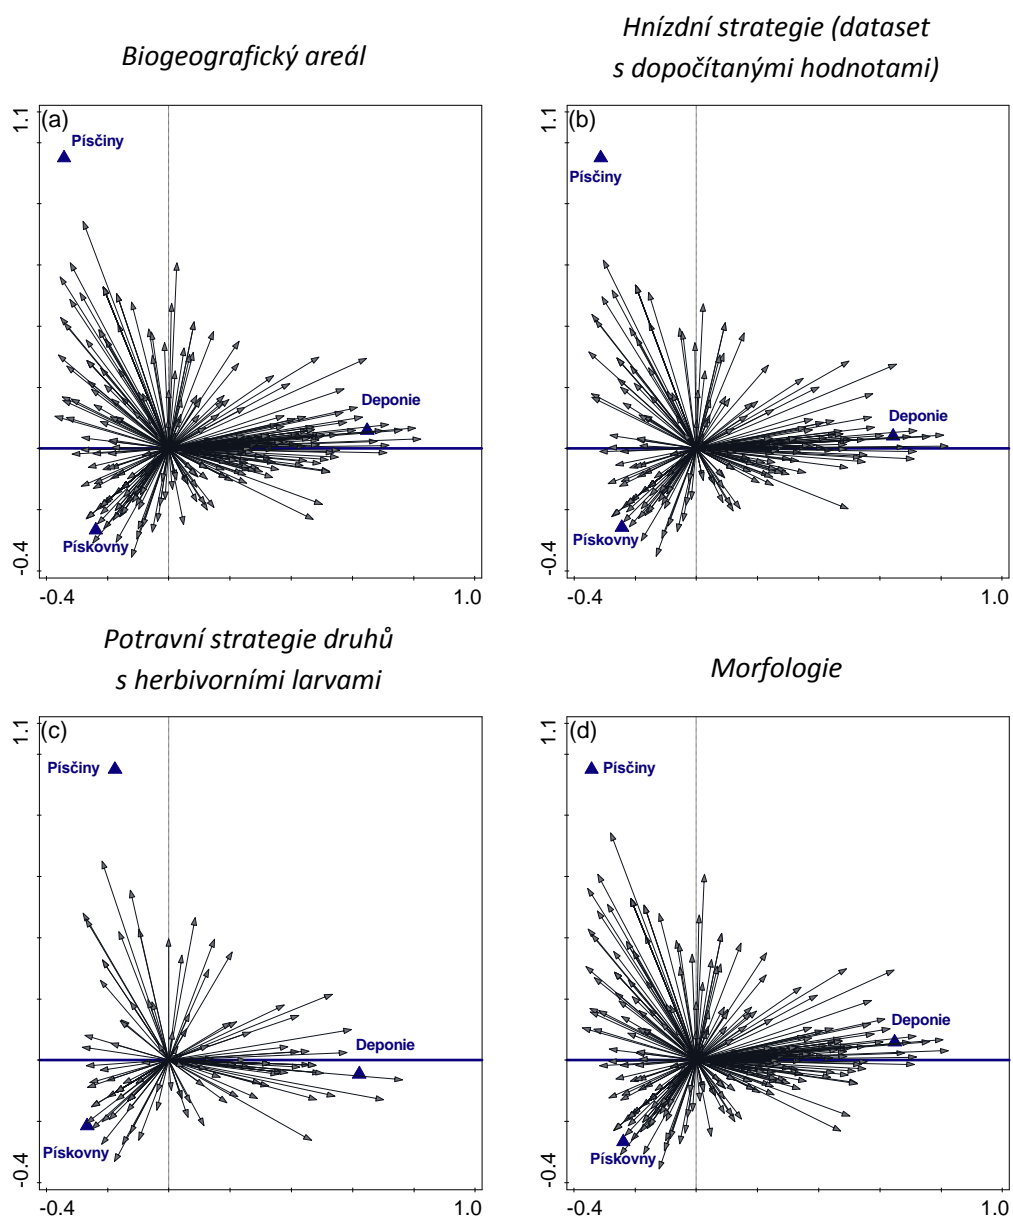 Biogeografický areál
Hnízdní strategie (dataset
s dopočítanými hodnotami)
1.1
(a)
Písčiny
Deponie
Pískovny
-0.4
-0.4
1.0
1.1
(b)
Písčiny
Deponie
Pískovny
-0.4
-0.4
1.0
Potravní strategie druhů
s herbivorními larvami
Morfologie
1.1
(c)
Písčiny
Deponie
Pískovny
-0.4
-0.4
1.0
1.1
(d)
Písčiny
Deponie
Pískovny
-0.4
-0.4
1.0